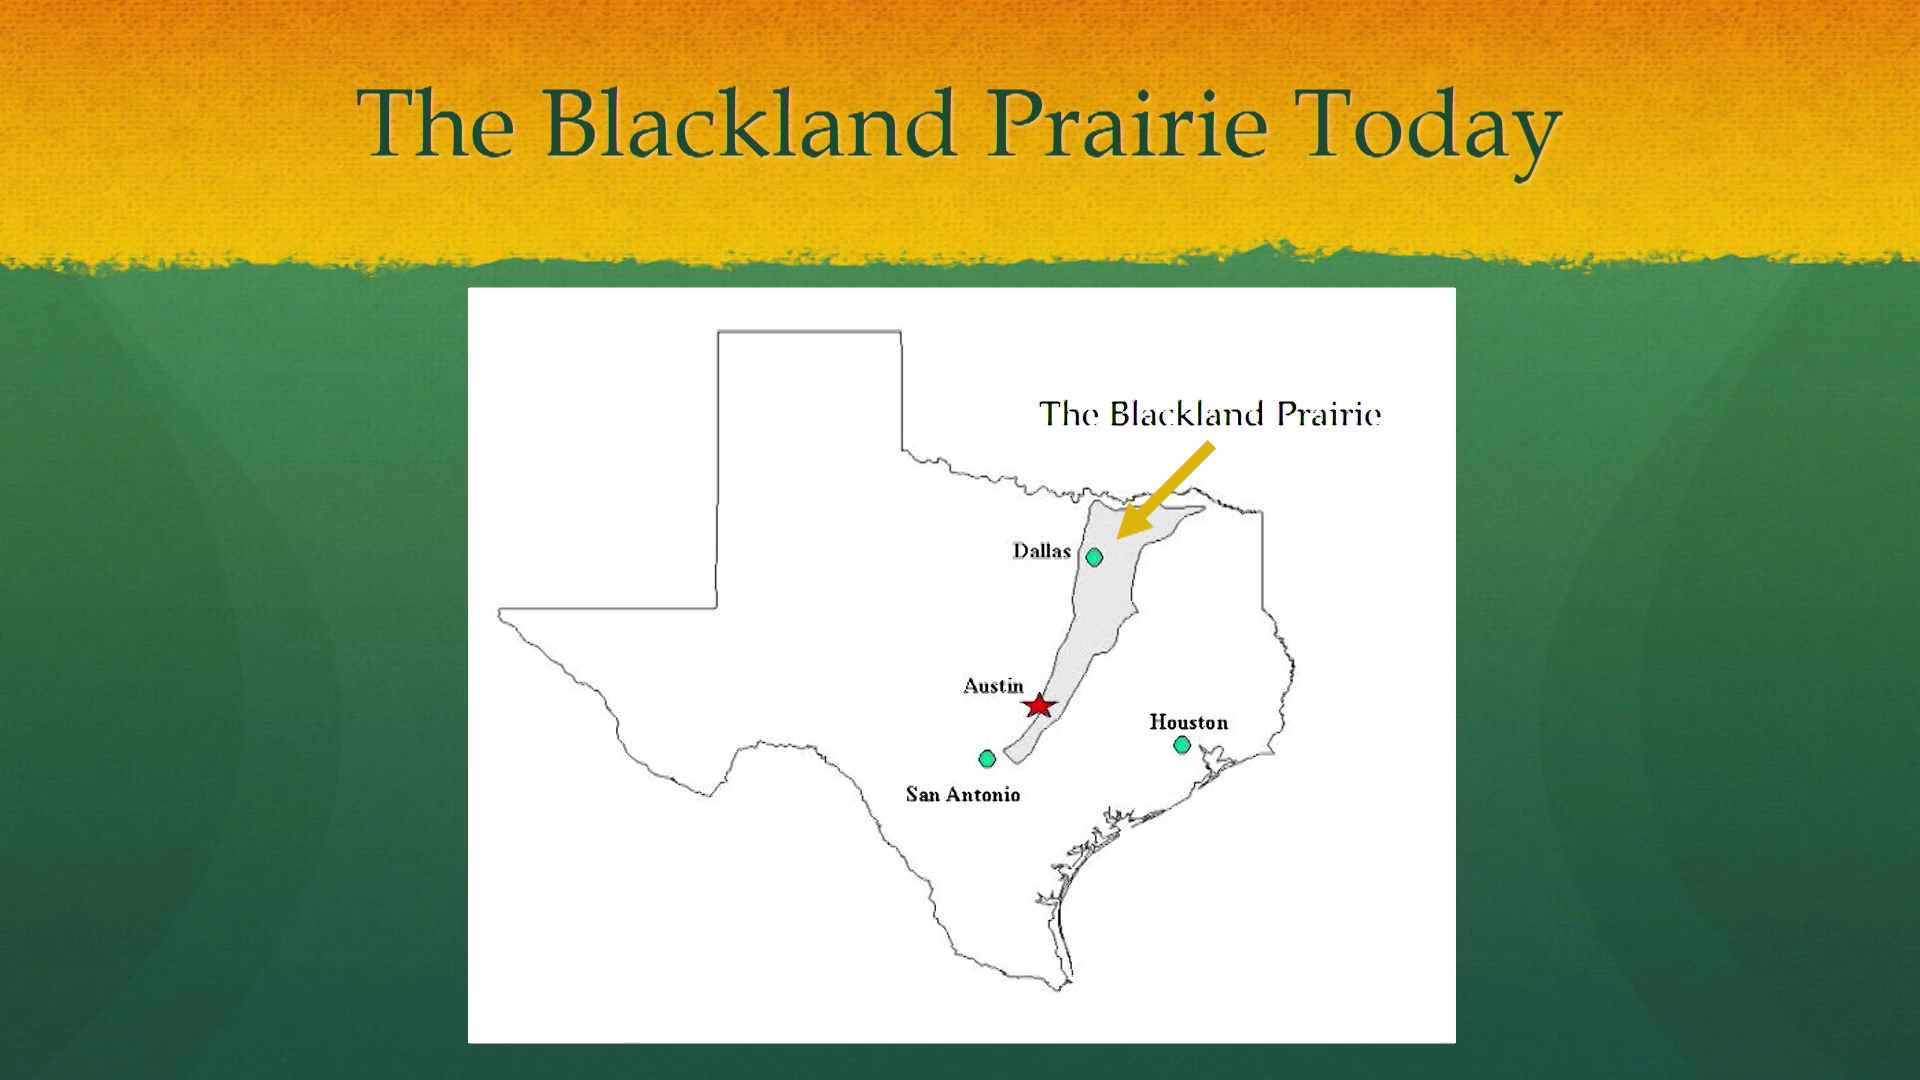 The Blackland Prairie Today
The Blackland Prairie
Dallas
Austin
Houston
San Antonio